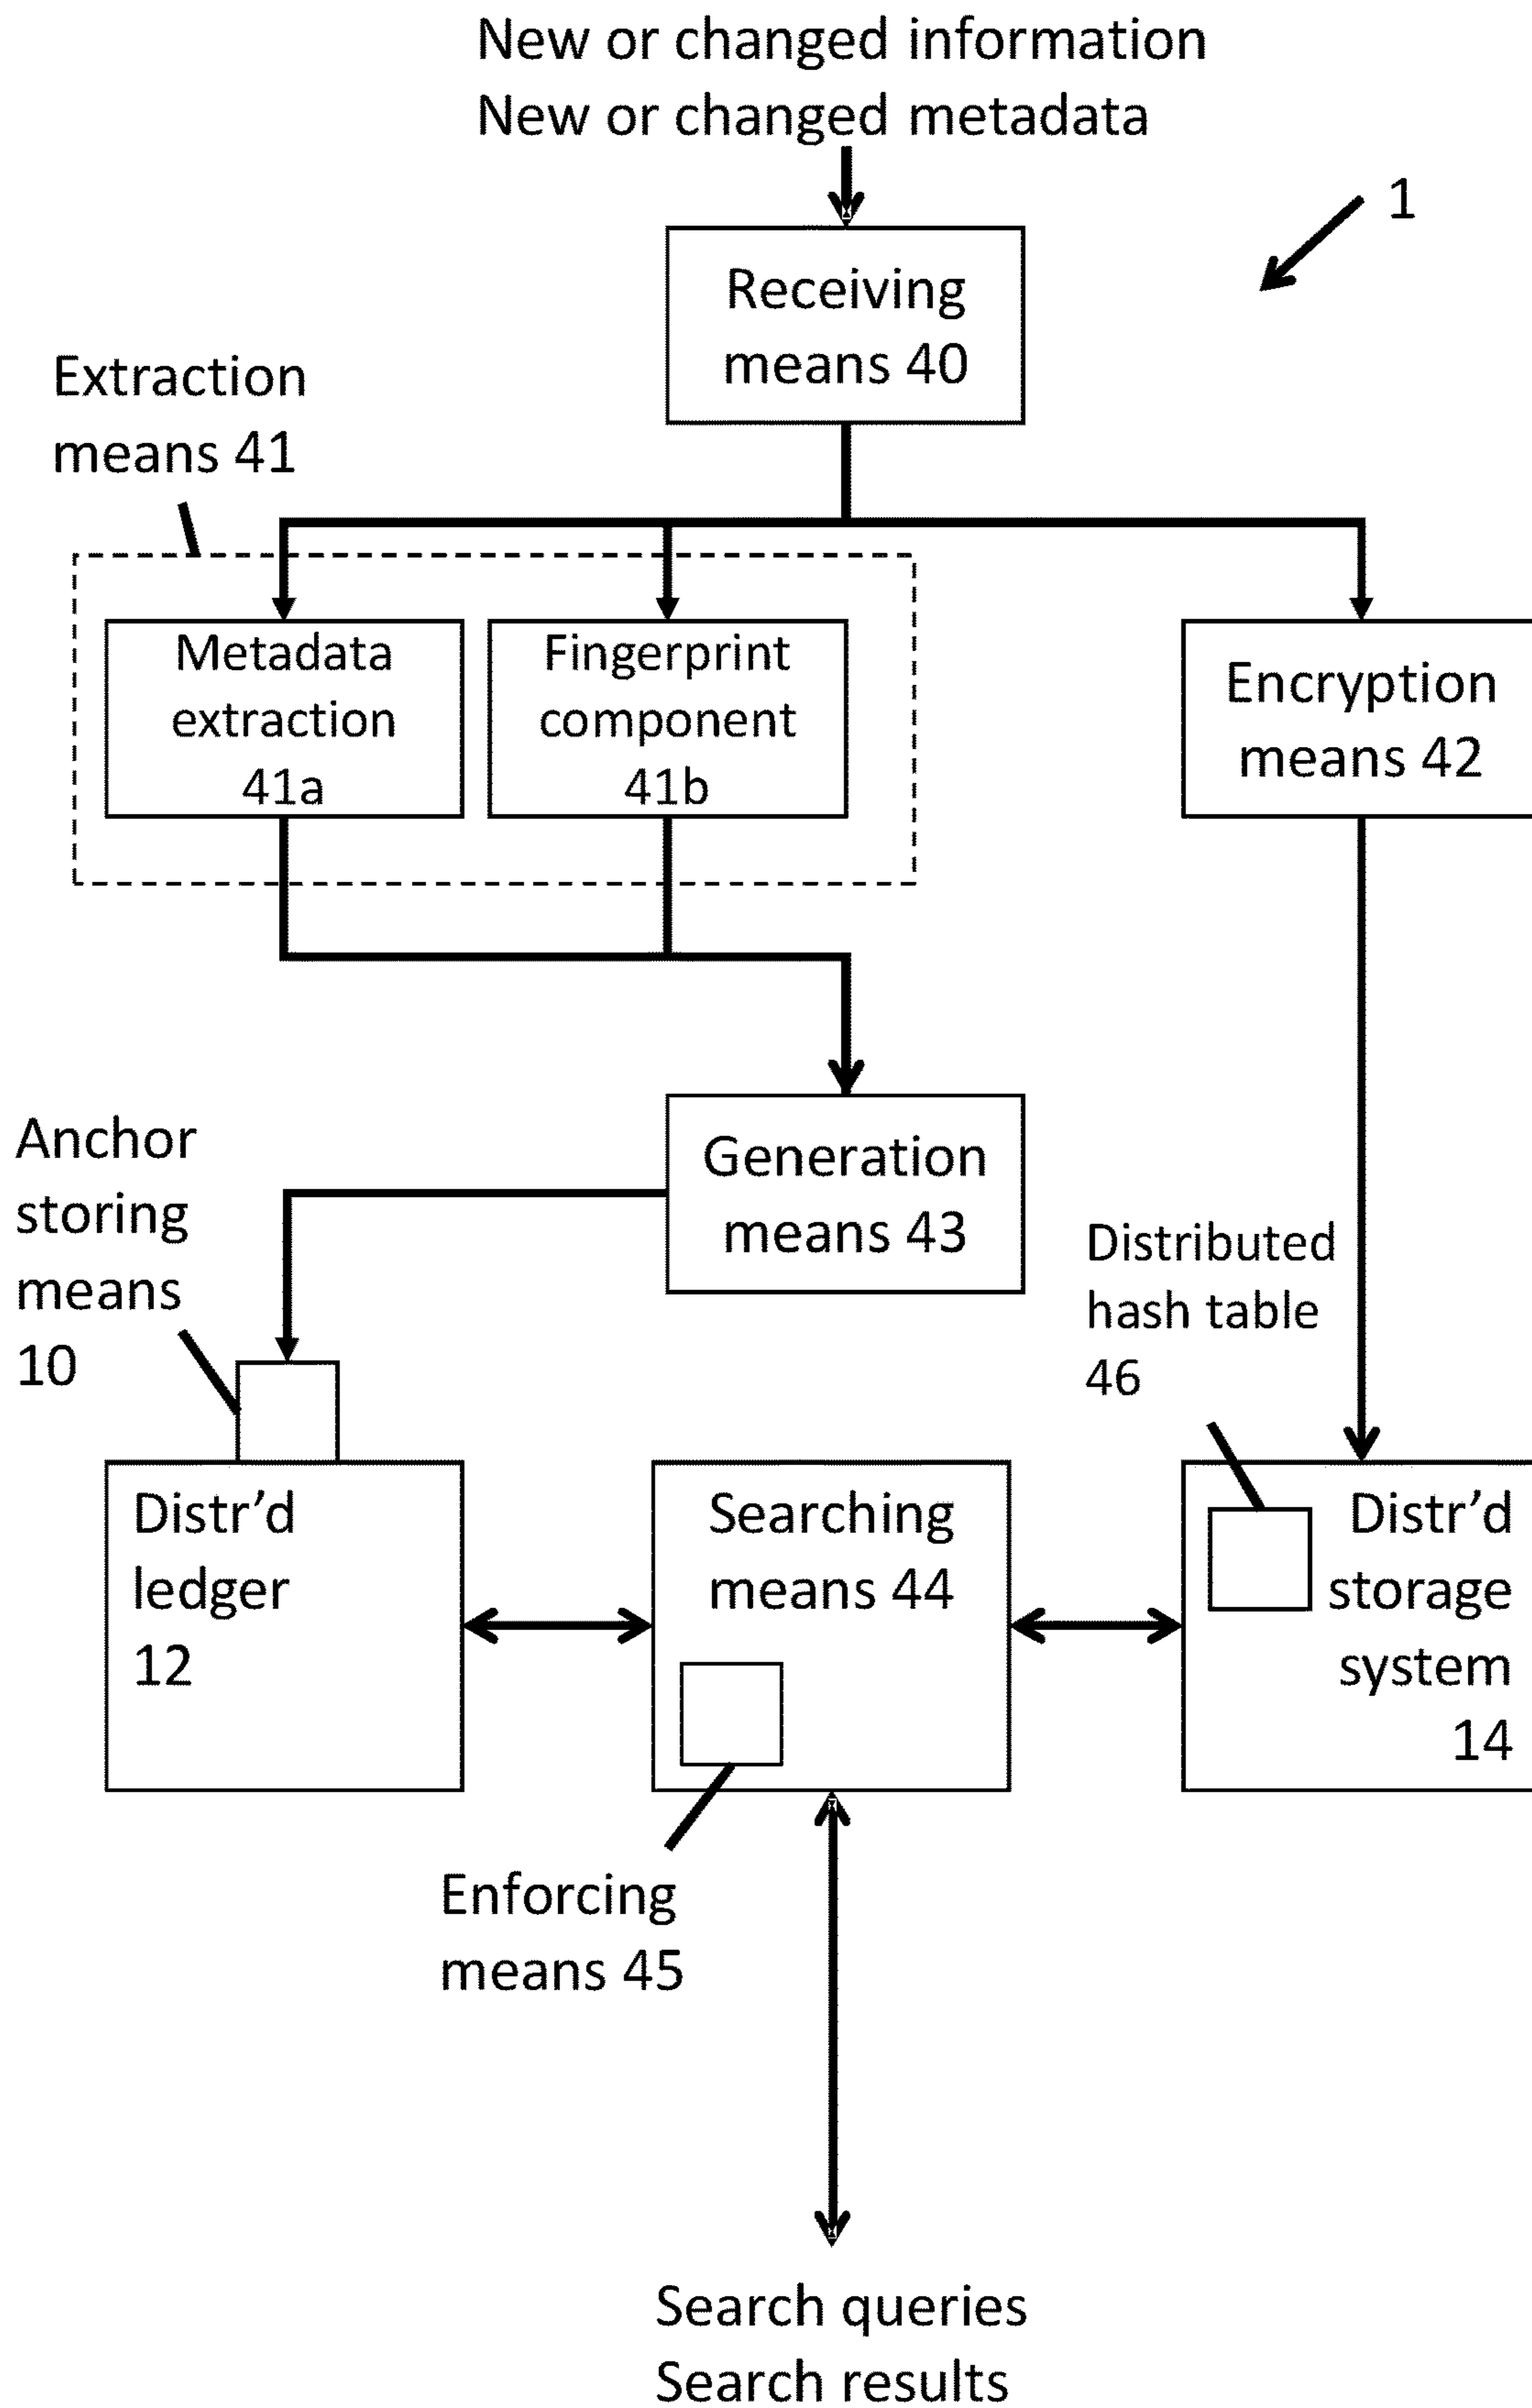 New or changed information
New or changed metadata
1
Receiving
means 40
Extraction
means 41
Metadata
extraction
41a
Fingerprint
component
41b
Encryption
means 42
Generation
means 43
Anchor
storing
means
10
Distributed
hash table
46
Distr’d
ledger
12
Searching
means 44
Distr’d
storage
system
14
Enforcing
means 45
Search queries
Search results